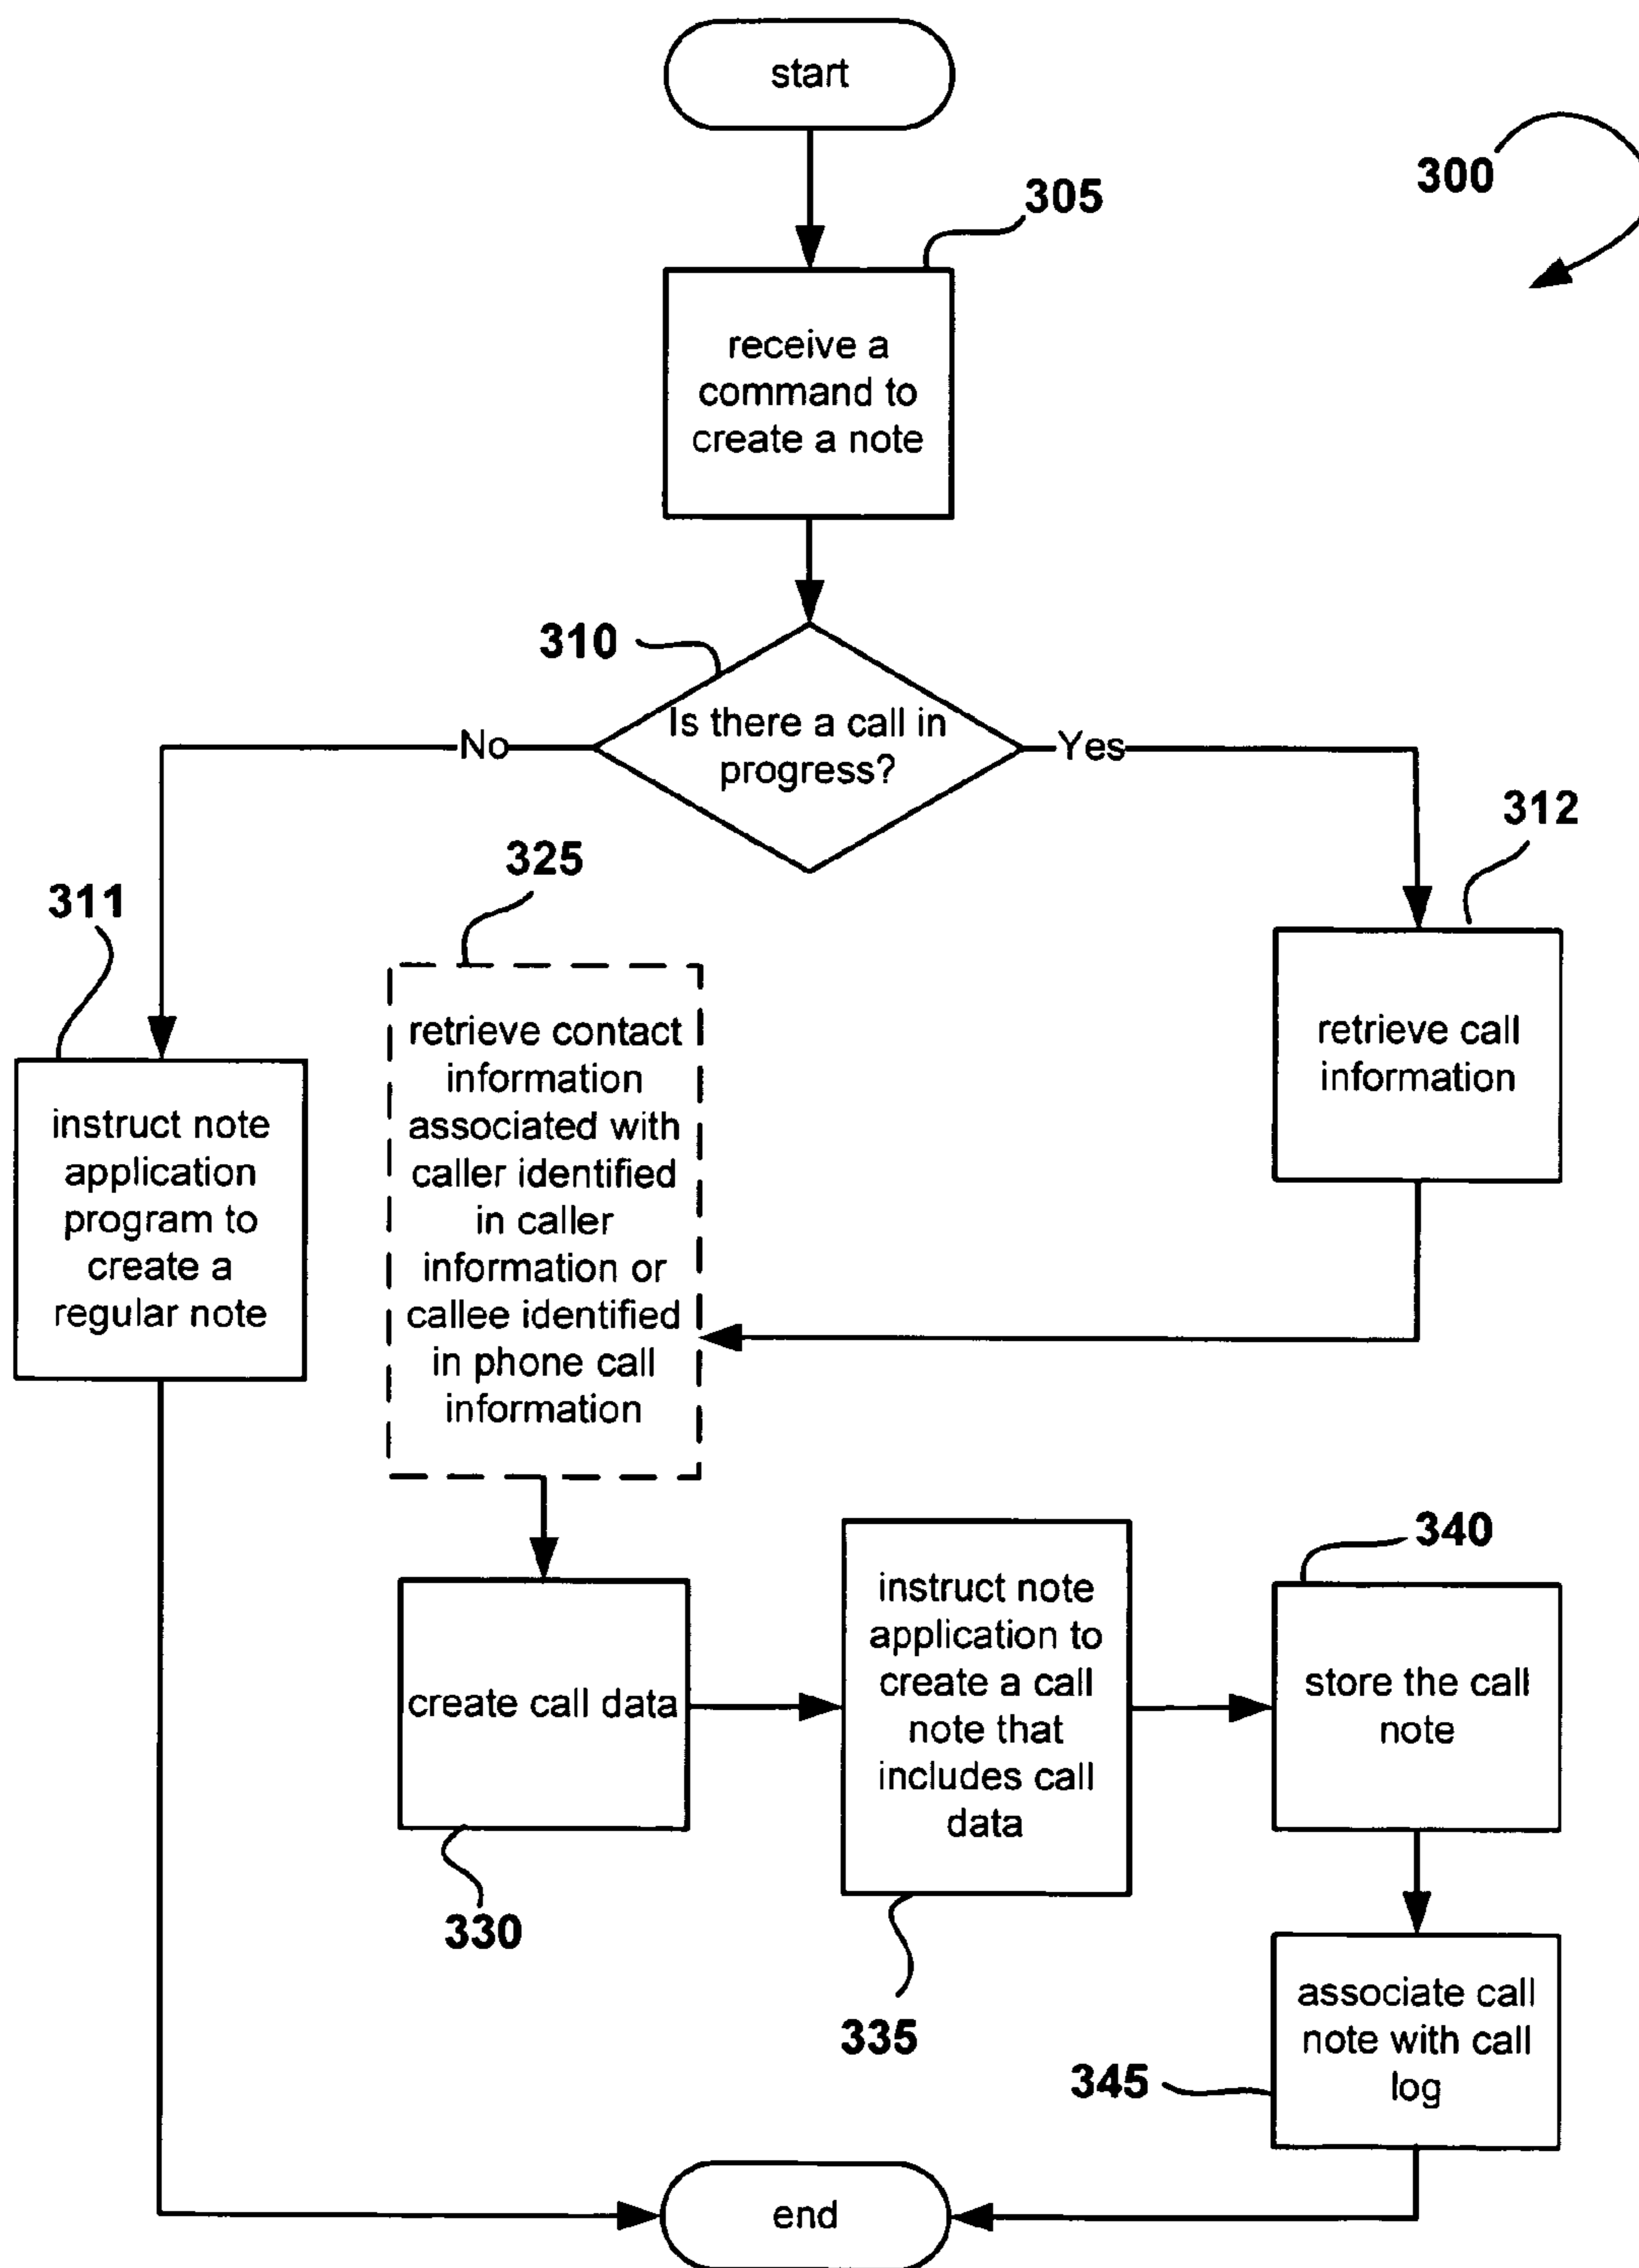 start
300
305
receive a
command to
create a note
310
Is there a call in
progress?
No
Yes
312
325
311
retrieve call
information
retrieve contact
information
associated with
caller identified
in caller
information or
callee identified
in phone call
information
instruct note
application
program to
create a
regular note
340
create call data
330
instruct note
application to
create a call
note that
includes call
data
335
store the call
note
associate call
note with call
log
345
end